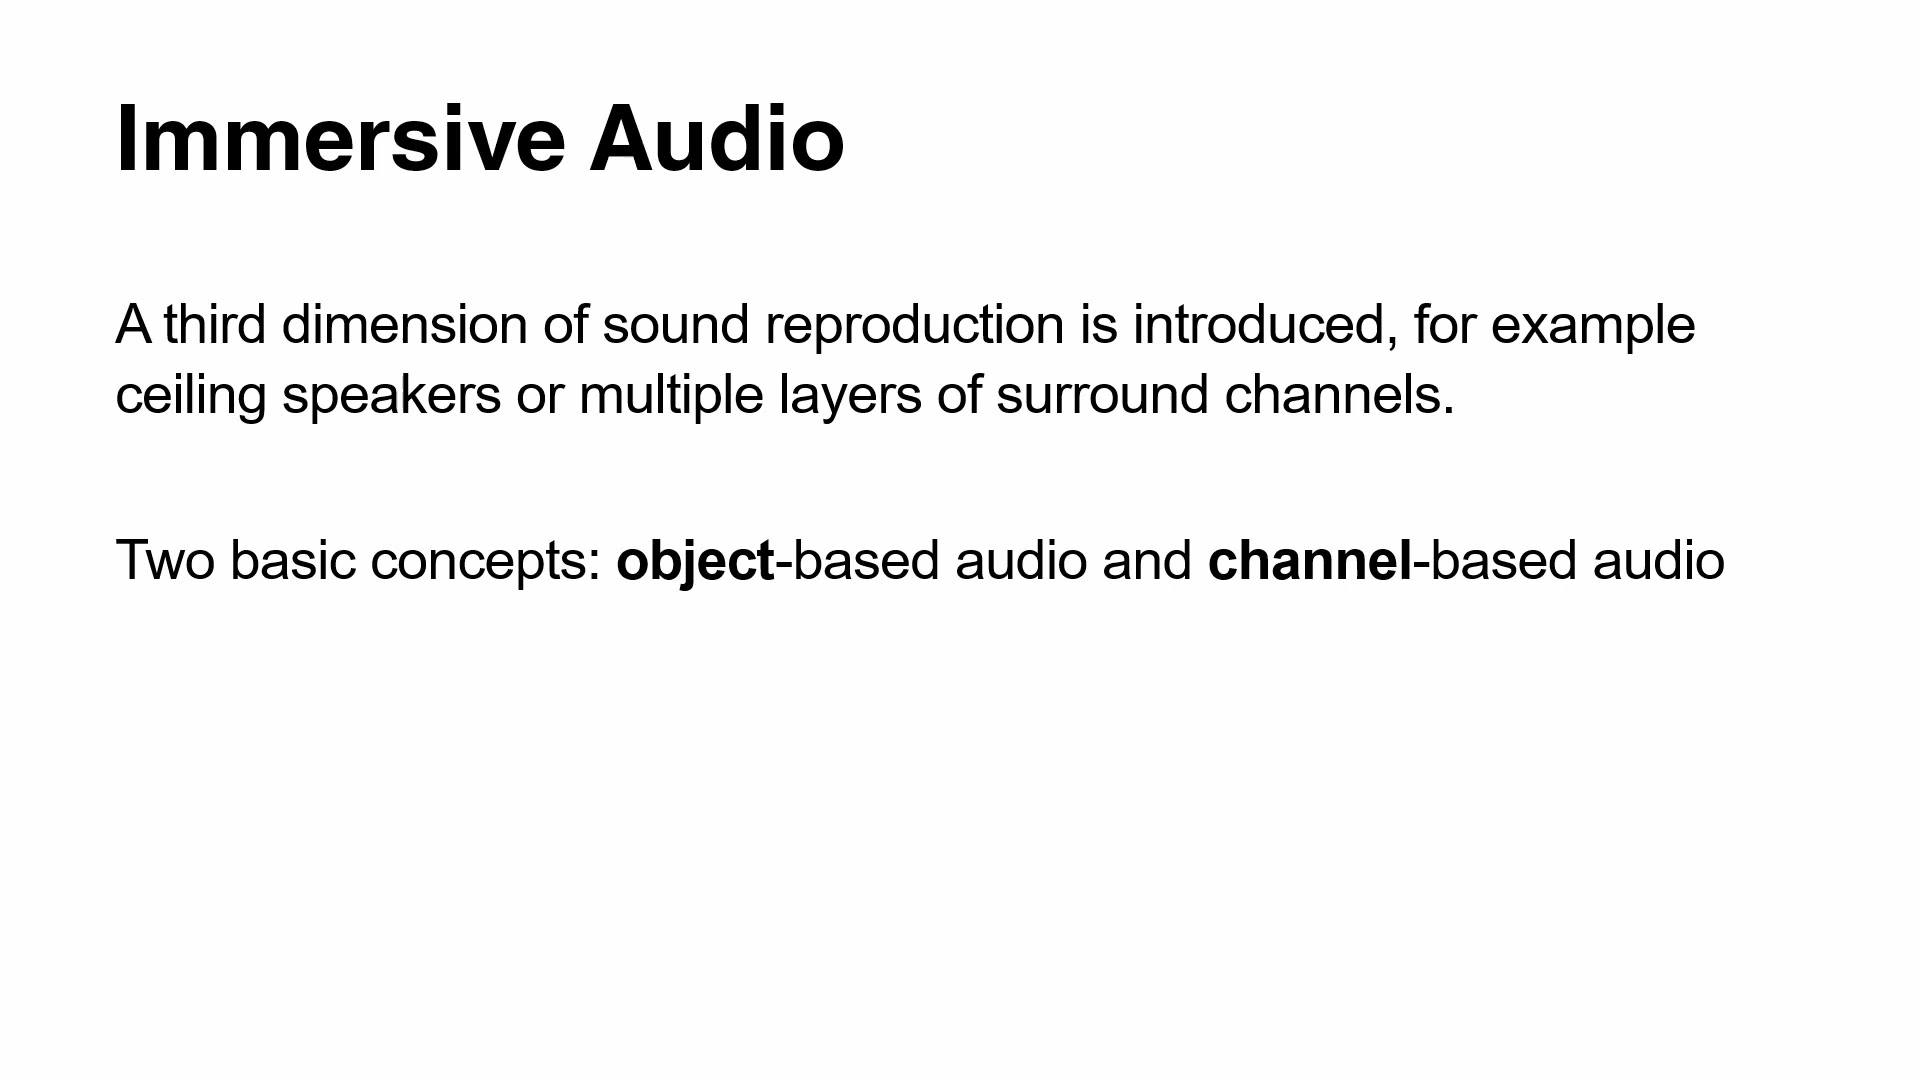 Immersive Audio
A third dimension of sound reproduction is introduced, for example
ceiling speakers or multiple layers of surround channels.
Two basic concepts: object-based audio and channel-based audio